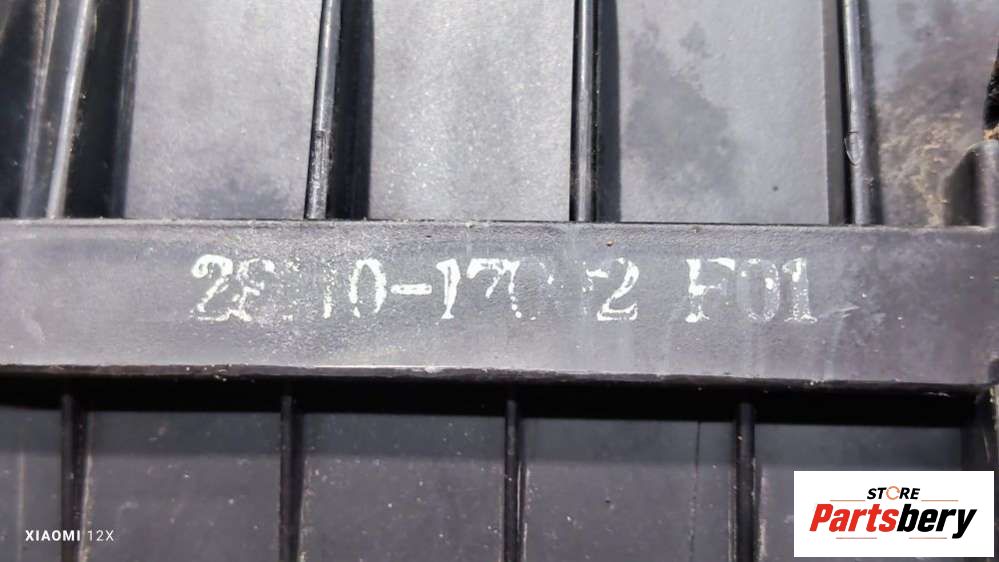 F01
XIAOMI 12X
STORE
Partsbery